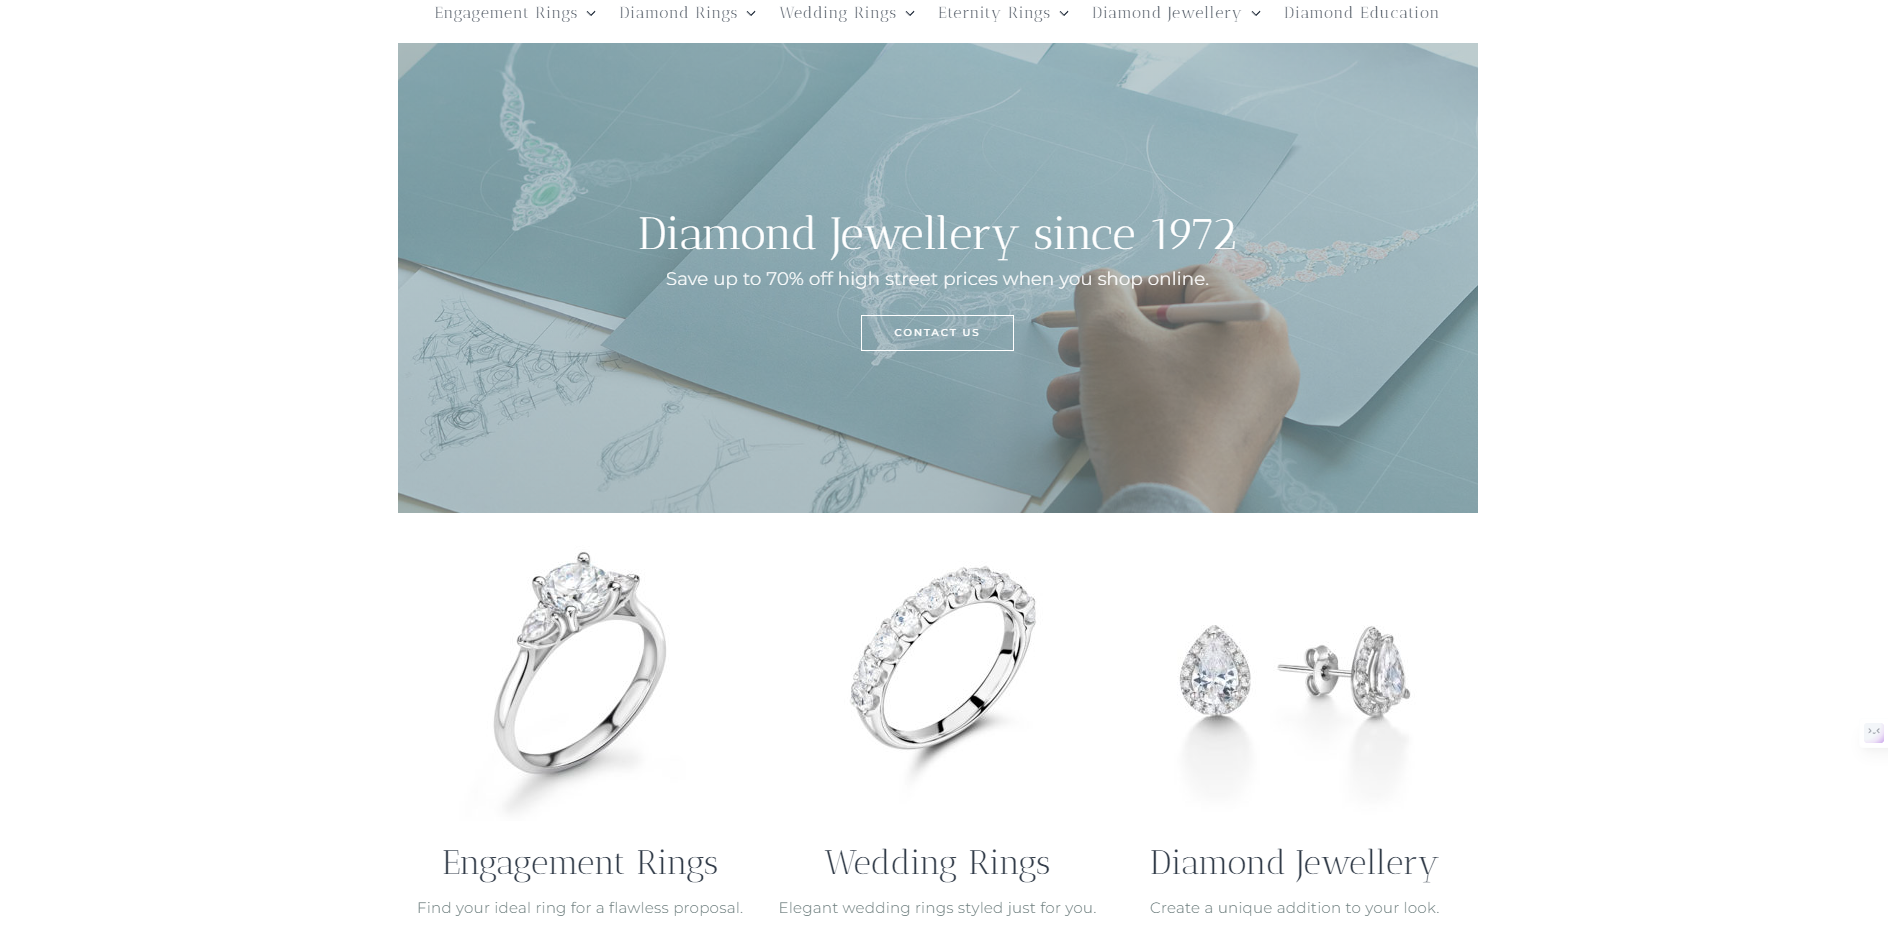 Engagement Rings Diamond Rings Wedding Rings Eternity Rings Diamond Jewellery Diamond Education
Diamond Jewellery since 1972
Save up to 70% off high street prices when you shop online.
CONTACT US
Engagement Rings Wedding Rings Diamond Jewellery
Find your ideal ring for a flawless proposal. Elegant wedding rings styled just for you. Create a unique addition to your look.